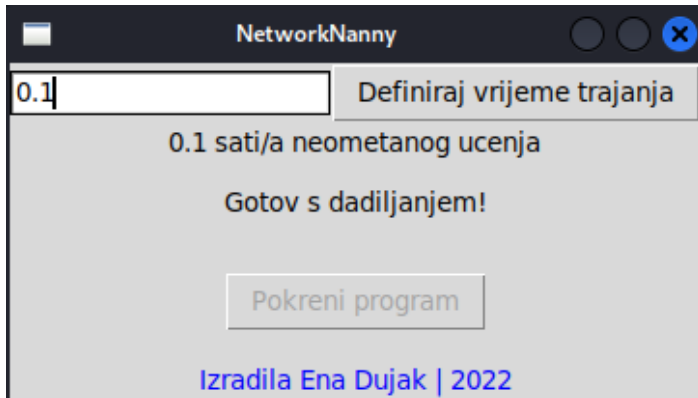 NetworkNanny
0.1 Definiraj vrijeme trajanja
0.1 sati/a neometanog ucenja
Gotov s dadiljanjem!
Pokreni program
Izradila Ena Dujak | 2022